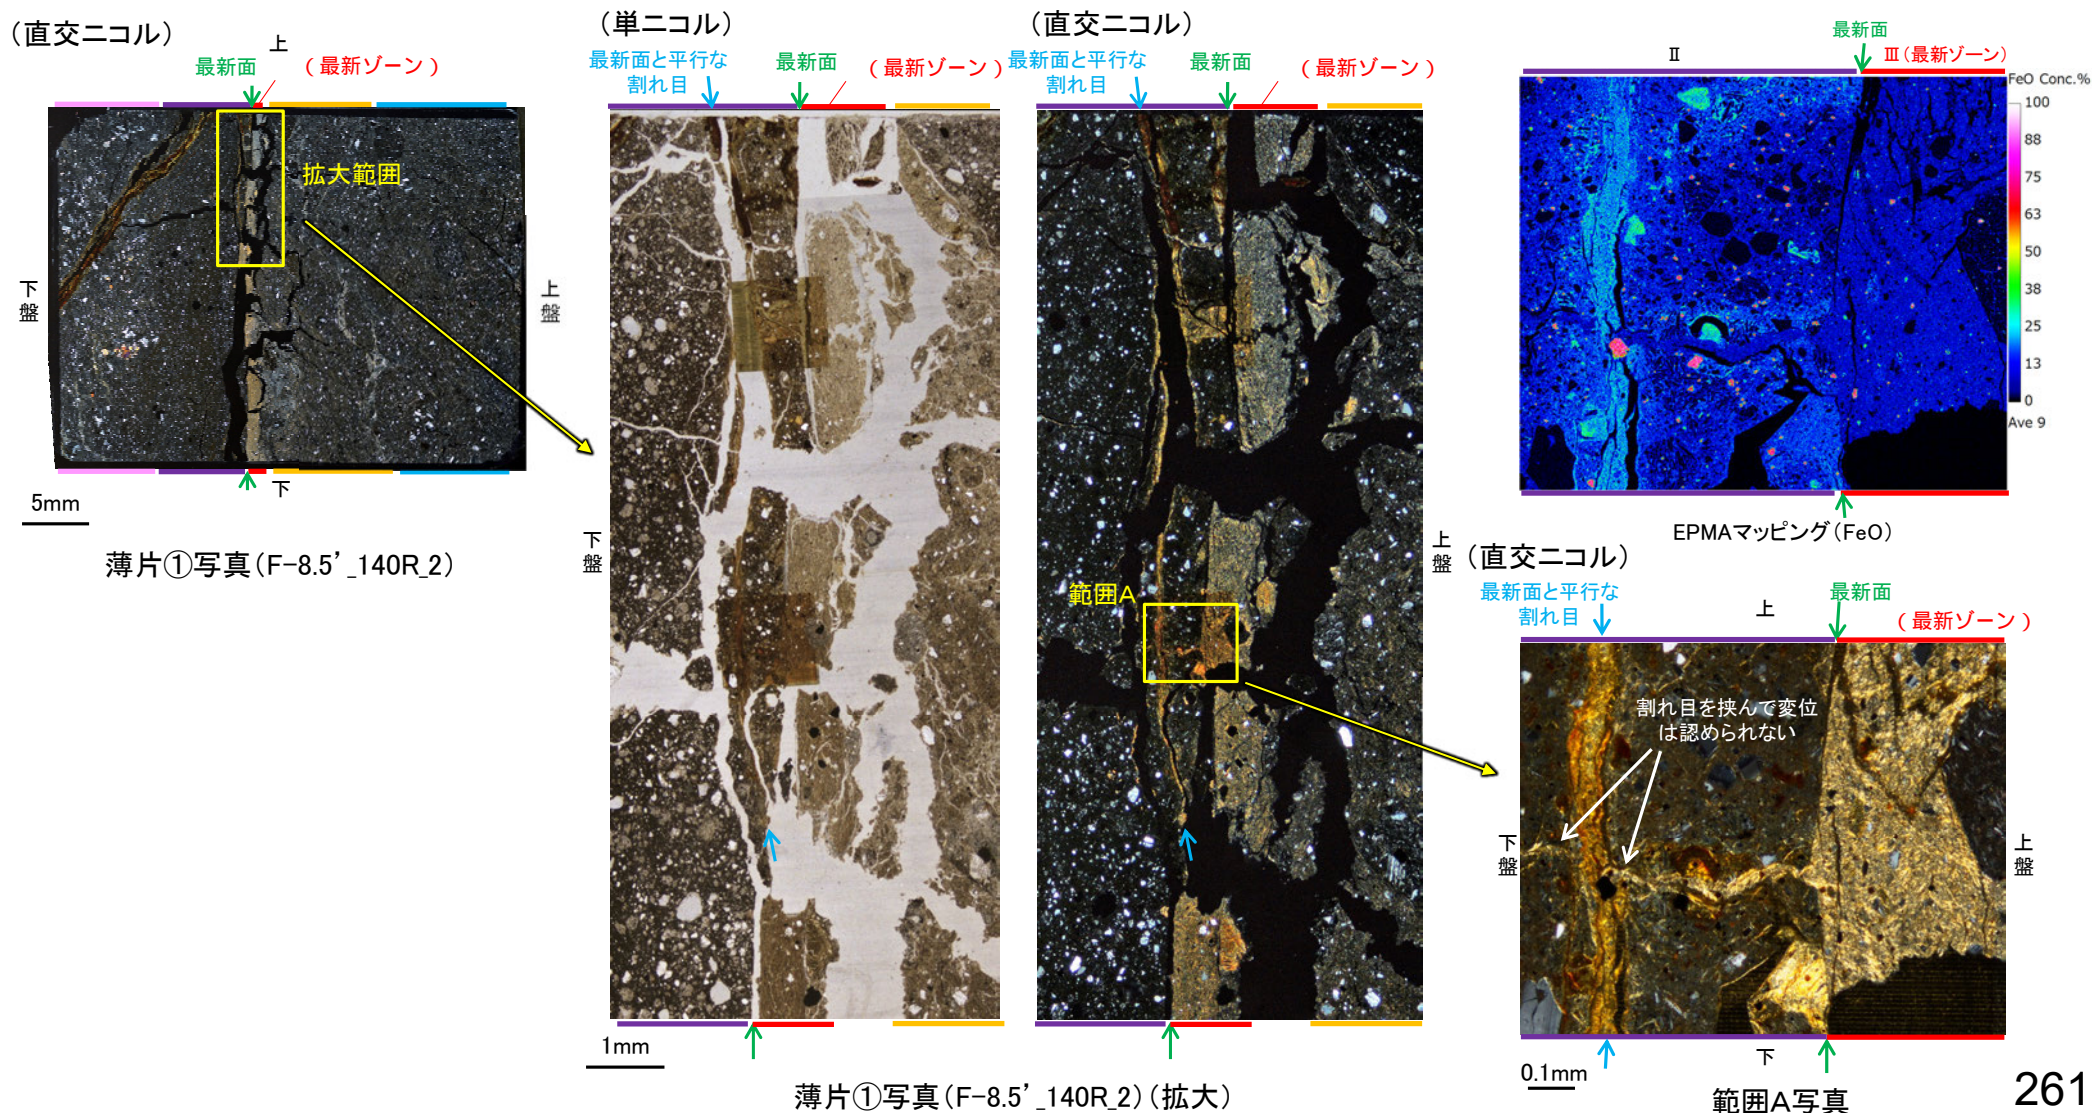 (直交ニコル)
上
最新面
(最新ゾーン)
拡大範囲
下盤
上盤
下
5mm
薄片①写真(F-8.5’_140R_2)
(単ニコル)
最新面と平行な
割れ目
最新面
(最新ゾーン)
下盤
1mm
(直交ニコル)
最新面と平行な
割れ目
最新面
(最新ゾーン)
範囲A
上盤
薄片①写真(F-8.5’_140R_2)(拡大)
最新面
Ⅱ
Ⅲ(最新ゾーン)
FeO Conc.%
100
88
75
63
50
38
25
13
0
Ave 9
EPMAマッピング(FeO)
(直交ニコル)
最新面と平行な
割れ目
上
最新面
(最新ゾーン)
割れ目を挟んで変位
は認められない
下盤
上盤
下
0.1mm
範囲A写真
261